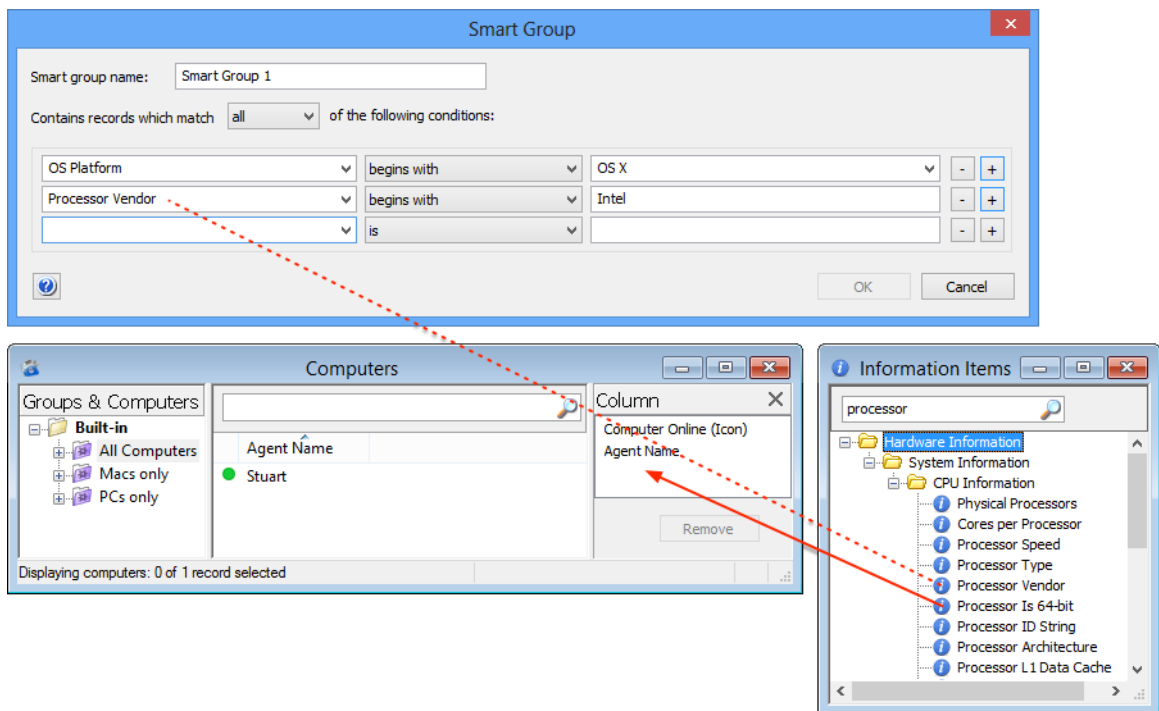 Smart Group
Smart group name: Smart Group 1
Contains records which match all of the following conditions:
OS Platform begins with OS X - +
Processor Vendor begins with Intel - +
is - +
OK Cancel
Computers
Groups & Computers
Built-in
All Computers
Macs only
PCs only
Agent Name
Stuart
Column
Computer Online (Icon)
Agent Name
Remove
Displaying computers: 0 of 1 record selected
Information Items
processor
Hardware Information
System Information
CPU Information
Physical Processors
Cores per Processor
Processor Speed
Processor Type
Processor Vendor
Processor Is 64-bit
Processor ID String
Processor Architecture
Processor L1 Data Cache